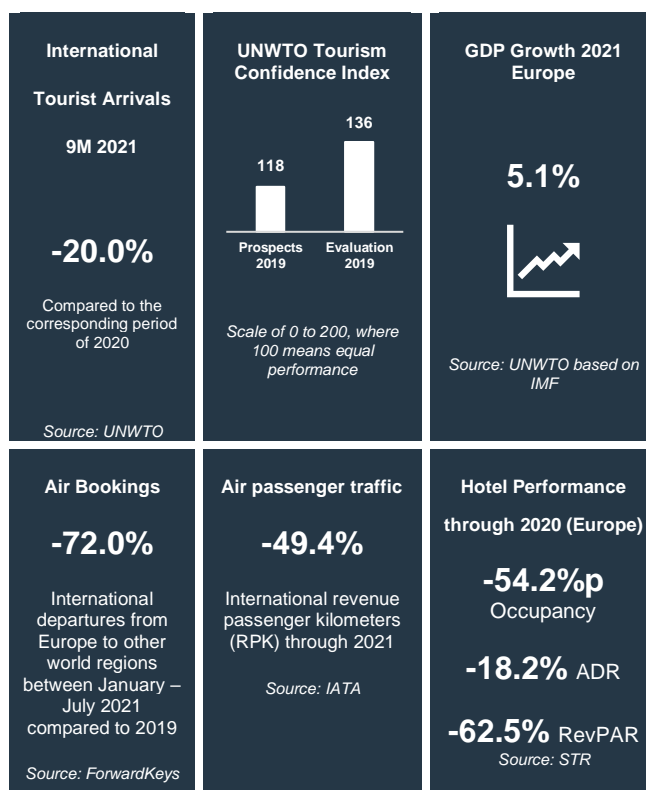 International
Tourist Arrivals
9M 2021
-20.0%
Compared to the
corresponding period
of 2020
Source: UNWTO
UNWTO Tourism
Confidence Index
118
136
Prospects
2019
Evaluation
2019
Scale of 0 to 200, where
100 means equal
performance
GDP Growth 2021
Europe
5.1%
Source: UNWTO based on
IMF
Air Bookings
-72.0%
International
departures from
Europe to other
world regions
between January –
July 2021
compared to 2019
Source: ForwardKeys
Air passenger traffic
-49.4%
International revenue
passenger kilometers
(RPK) through 2021
Source: IATA
Hotel Performance
through 2020 (Europe)
-54.2%p
Occupancy
-18.2% ADR
-62.5% RevPAR
Source: STR